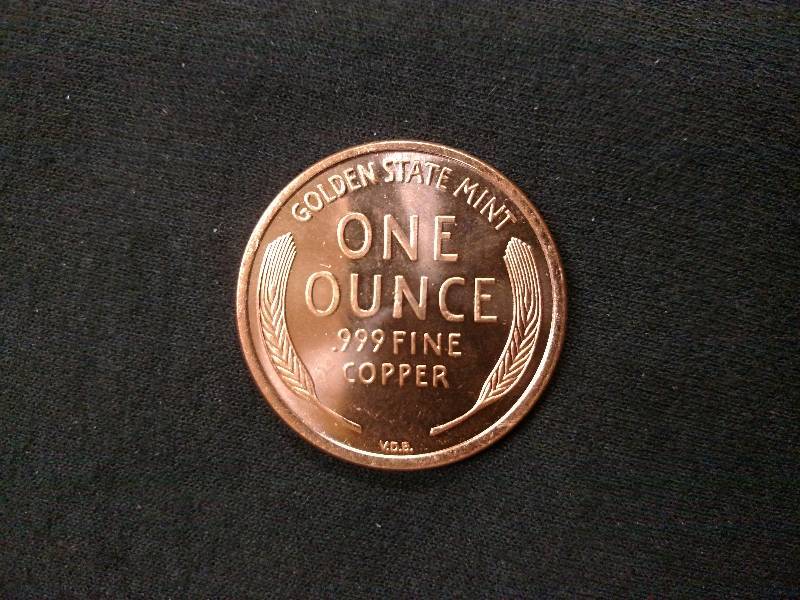 GOLDEN STATE MINT
ONE
OUNCE
.999 FINE
COPPER
V.D.B.